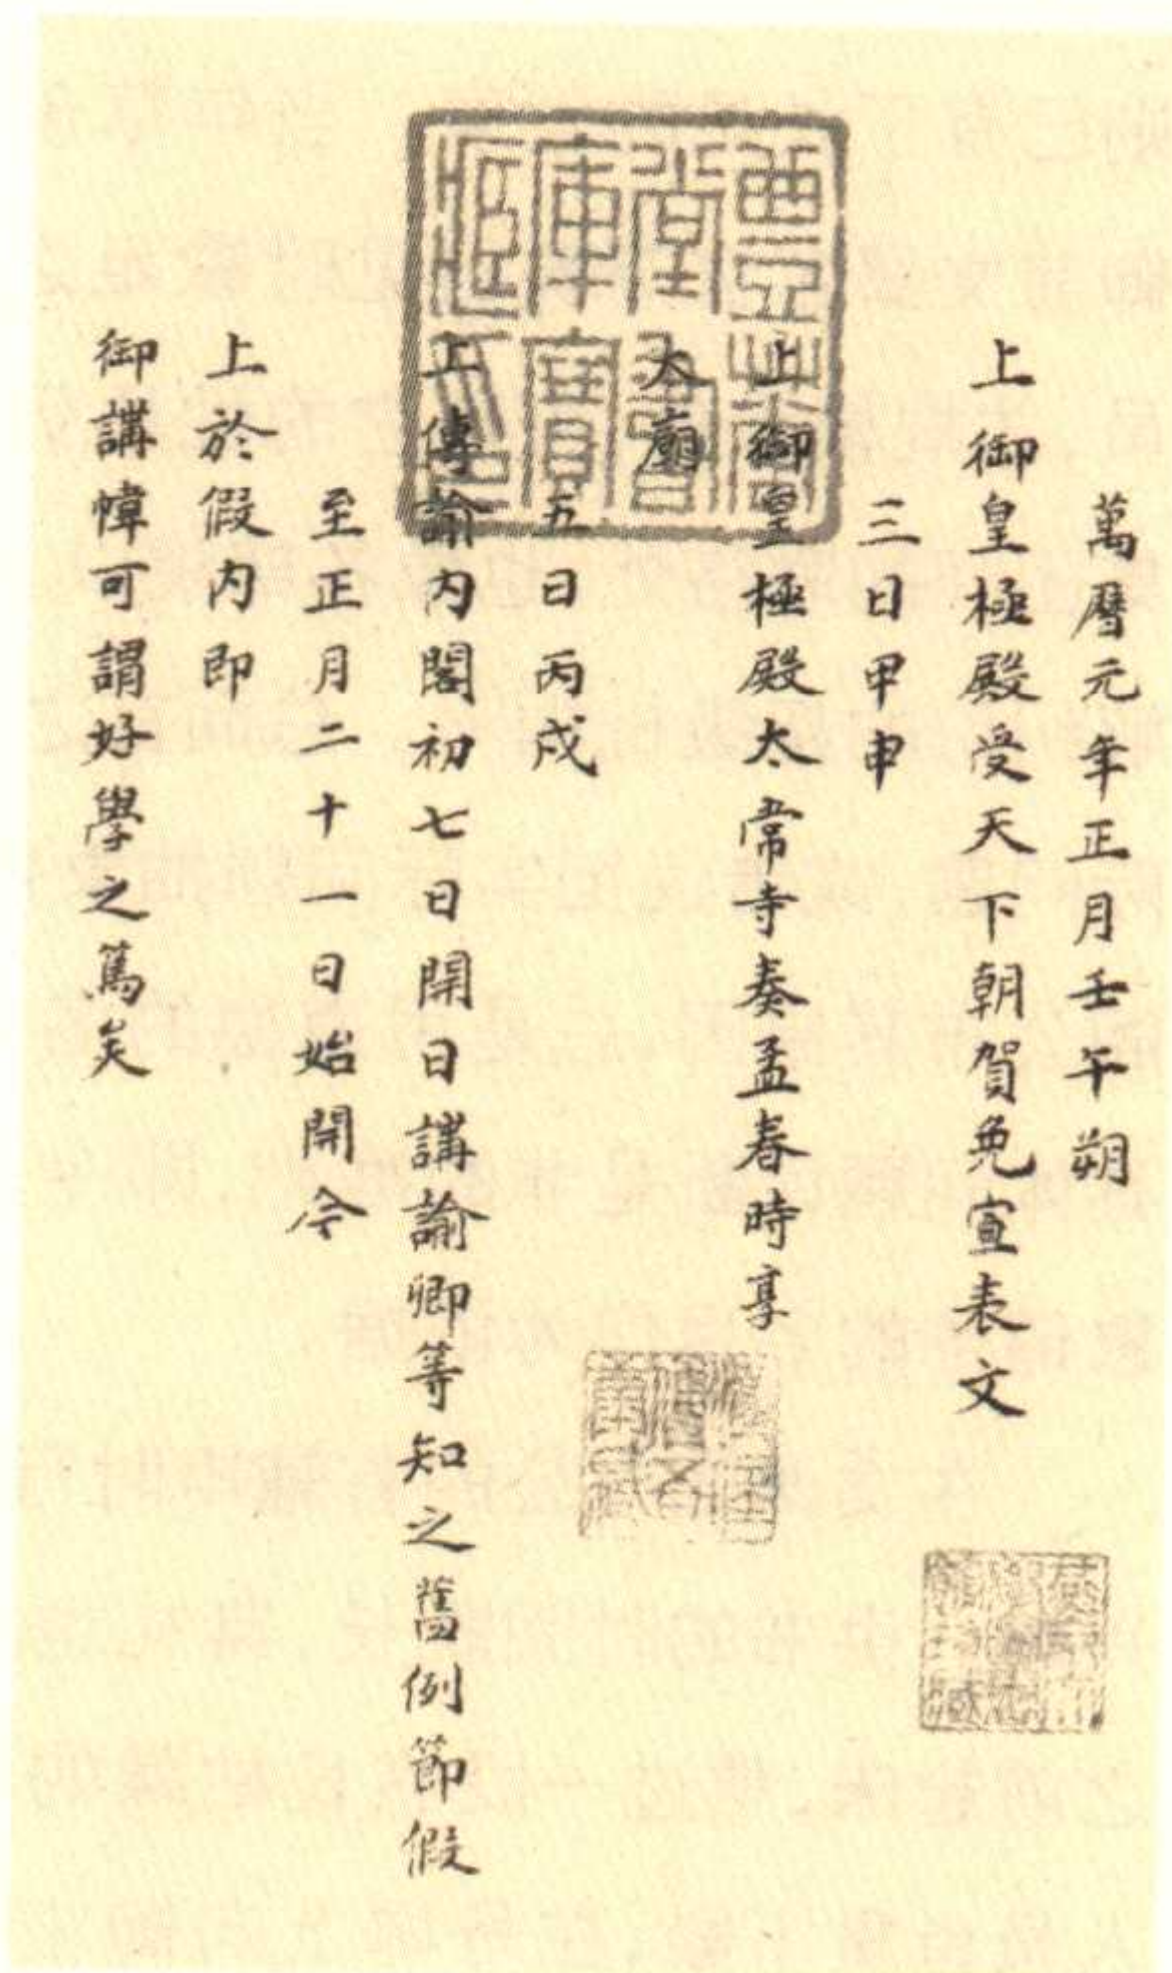 萬曆元年正月壬午朔
上御皇極殿受天下朝賀免宣表文
三日甲申
上御皇極殿太常寺奏孟春時享
太廟
五日丙戌
上傳諭內閣初七日開日講諭卿等知之舊例節假
至正月二十一日始開今
上於假內即
御講幃可謂好學之篤矣